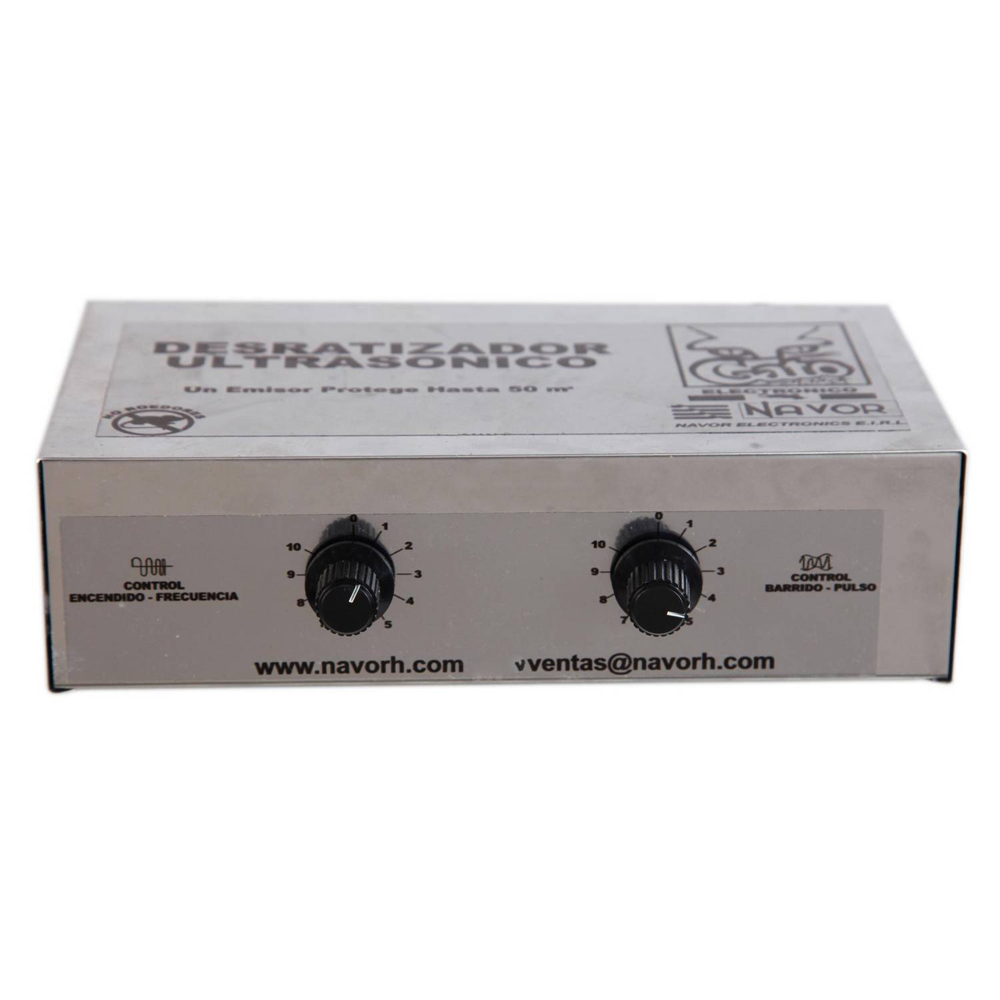 DESRATIZADOR
ULTRASONICO
Un Emisor Protege Hasta 50 m²
NO ROEDORES
Gato
ELECTRONICO
NAVOR
NAVOR ELECTRONICS E.I.R.L
0 1 2 3 4 5 8 9 10
CONTROL
ENCENDIDO - FRECUENCIA
0 1 2 3 4 5 7 8 9 10
CONTROL
BARRIDO - PULSO
www.navorh.com
vventas@navorh.com